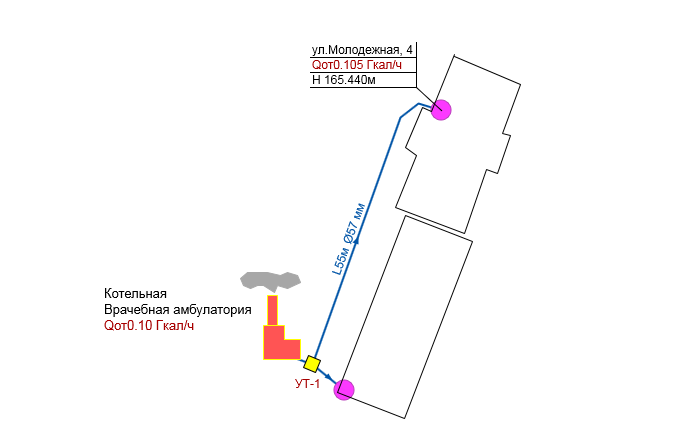 ул.Молодежная, 4
Qот0.105 Гкал/ч
H 165.440м
L55м Ø57 мм
Котельная
Врачебная амбулатория
Qот0.10 Гкал/ч
УТ-1